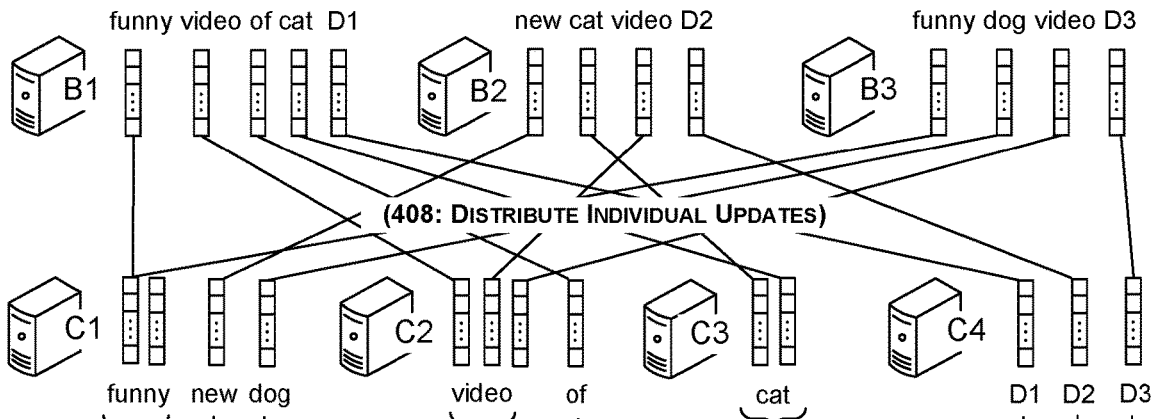 funny video of cat D1 new cat video D2 funny dog video D3
B1 B2 B3
(408: DISTRIBUTE INDIVIDUAL UPDATES)
C1 C2 C3 C4
funny new dog video of cat D1 D2 D3